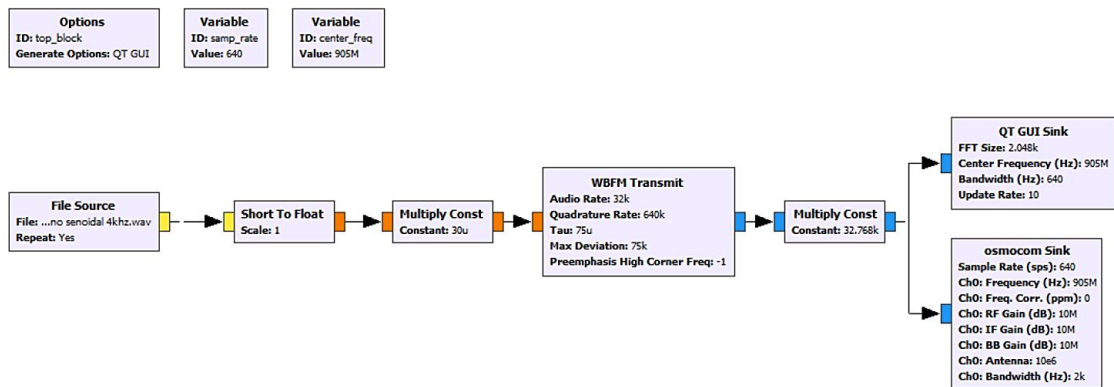 Options
ID: top_block
Generate Options: QT GUI
Variable
ID: samp_rate
Value: 640
Variable
ID: center_freq
Value: 905M
File Source
File: ...no senoidal 4khz.wav
Repeat: Yes
Short To Float
Scale: 1
Multiply Const
Constant: 30u
WBFM Transmit
Audio Rate: 32k
Quadrature Rate: 640k
Tau: 75u
Max Deviation: 75k
Preemphasis High Corner Freq: -1
Multiply Const
Constant: 32.768k
QT GUI Sink
FFT Size: 2.048k
Center Frequency (Hz): 905M
Bandwidth (Hz): 640
Update Rate: 10
osmocom Sink
Sample Rate (sps): 640
Ch0: Frequency (Hz): 905M
Ch0: Freq. Corr. (ppm): 0
Ch0: RF Gain (dB): 10M
Ch0: IF Gain (dB): 10M
Ch0: BB Gain (dB): 10M
Ch0: Antenna: 10e6
Ch0: Bandwidth (Hz): 2k